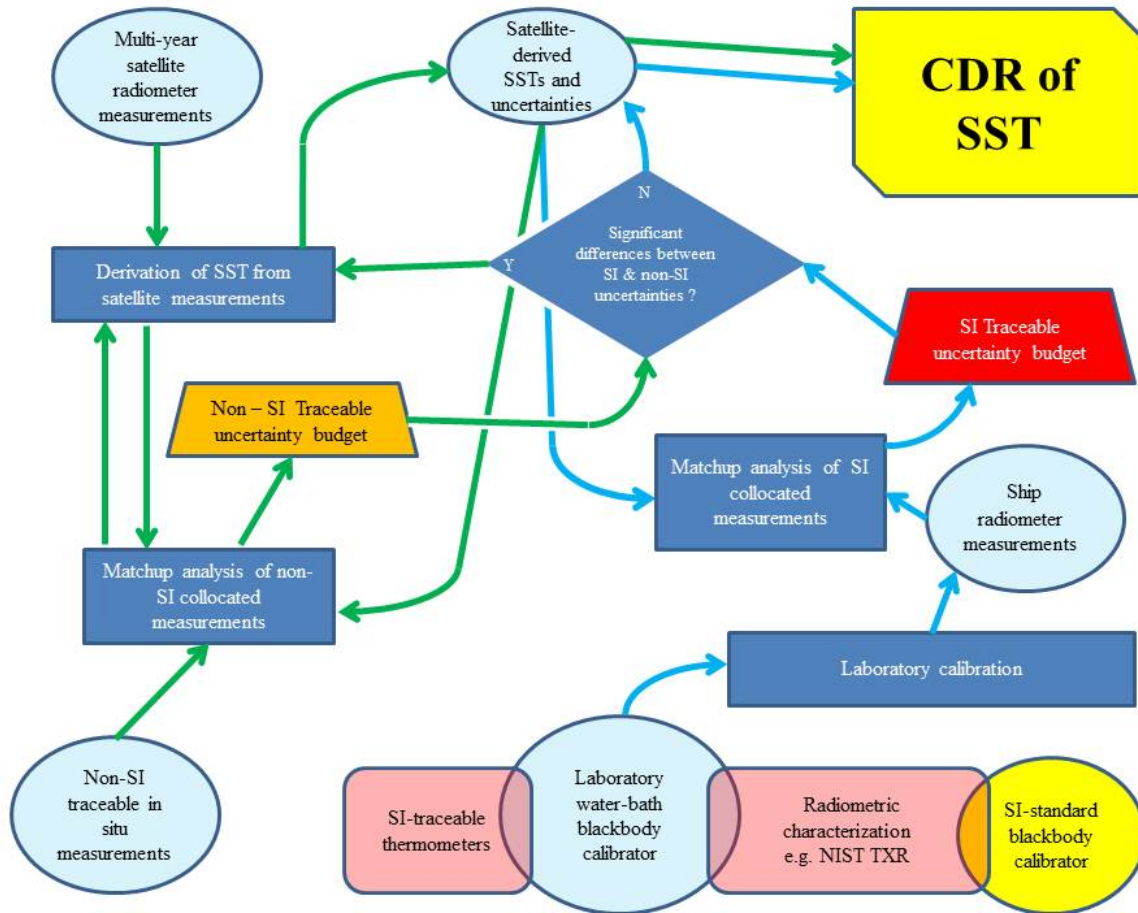 Multi-year
satellite
radiometer
measurements
Satellite-
derived
SSTs and
uncertainties
CDR of
SST
N
Significant
differences between
SI & non-SI
uncertainties ?
Y
Derivation of SST from
satellite measurements
SI Traceable
uncertainty budget
Non – SI Traceable
uncertainty budget
Matchup analysis of SI
collocated measurements
Ship
radiometer
measurements
Matchup analysis of non-
SI collocated
measurements
Laboratory calibration
Non-SI
traceable in
situ
measurements
SI-traceable
thermometers
Laboratory
water-bath
blackbody
calibrator
Radiometric
characterization
e.g. NIST TXR
SI-standard
blackbody
calibrator